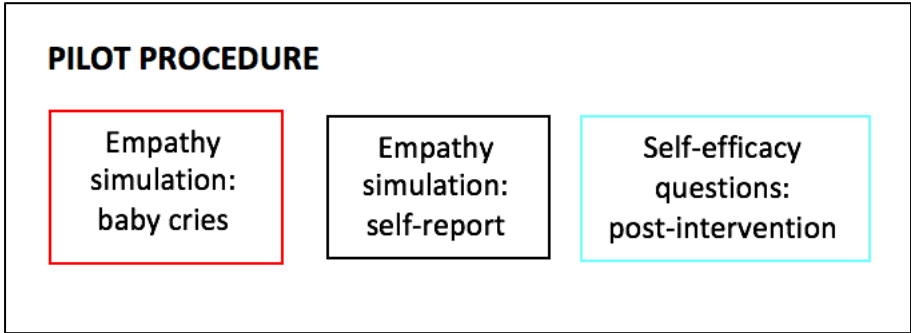 PILOT PROCEDURE
Empathy
simulation:
baby cries
Empathy
simulation:
self-report
Self-efficacy
questions:
post-intervention